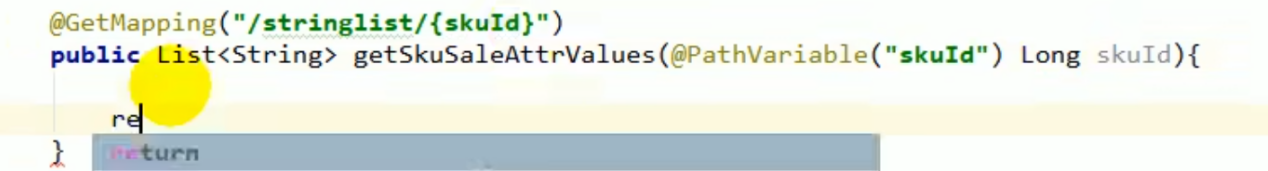 @GetMapping("/stringlist/{skuId}")
public List<String> getSkuSaleAttrValues(@PathVariable("skuId") Long skuId){
re
}
return